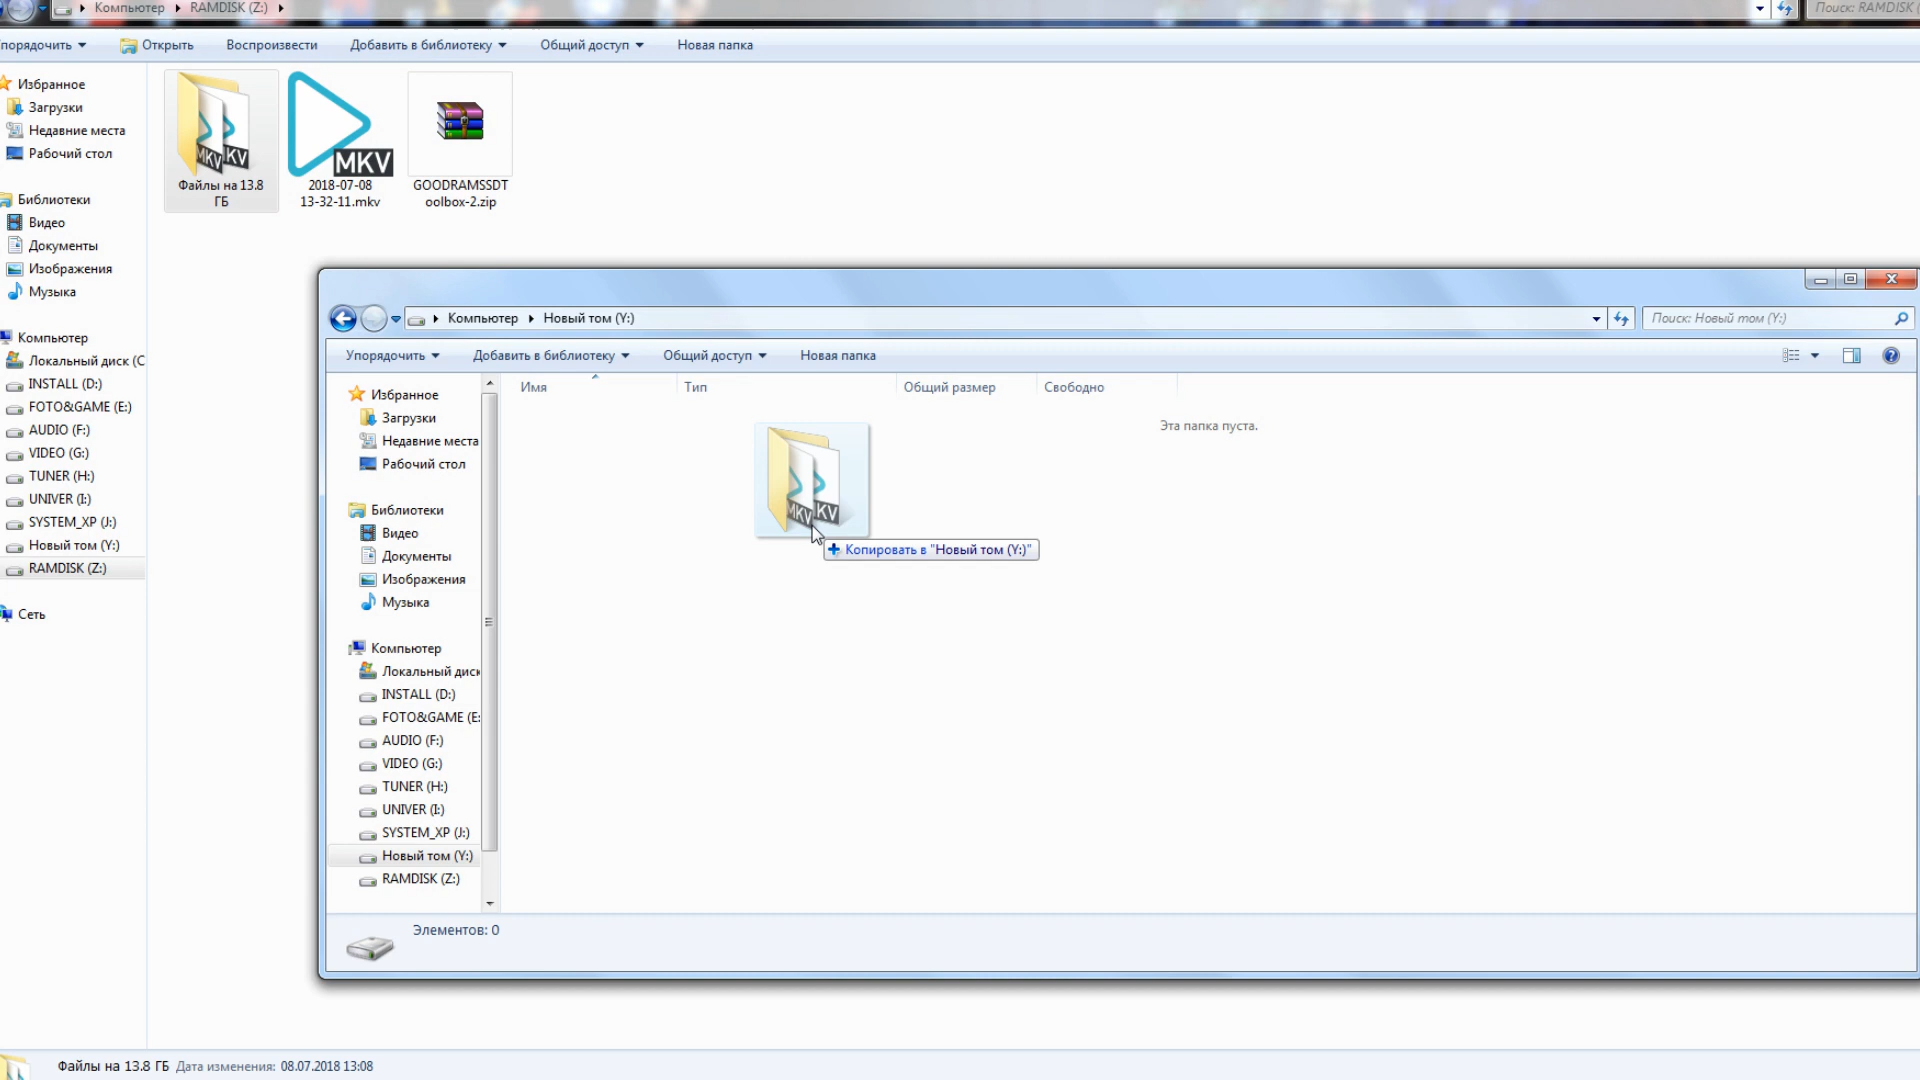 Компьютер RAMDISK (Z:)
Поиск: RAMDISK
Открыть Воспроизвести Добавить в библиотеку Общий доступ Новая папка
Избранное
Загрузки
Недавние места
Рабочий стол
Библиотеки
Видео
Документы
Изображения
Музыка
Компьютер
Локальный диск (C
INSTALL (D:)
FOTO&GAME (E:)
AUDIO (F:)
VIDEO (G:)
TUNER (H:)
UNIVER (I:)
SYSTEM_XP (J:)
Новый том (Y:)
RAMDISK (Z:)
Сеть
MKV KV
Файлы на 13.8
ГБ
MKV
2018-07-08
13-32-11.mkv
GOODRAMSSDT
oolbox-2.zip
Компьютер Новый том (Y:)
Поиск: Новый том (Y:)
Упорядочить Добавить в библиотеку Общий доступ Новая папка
Избранное
Загрузки
Недавние места
Рабочий стол
Библиотеки
Видео
Документы
Изображения
Музыка
Компьютер
Локальный диск
INSTALL (D:)
FOTO&GAME (E:
AUDIO (F:)
VIDEO (G:)
TUNER (H:)
UNIVER (I:)
SYSTEM_XP (J:)
Новый том (Y:)
RAMDISK (Z:)
Имя Тип Общий размер Свободно
Эта папка пуста.
MKV KV
Копировать в "Новый том (Y:)"
Элементов: 0
Файлы на 13.8 ГБ Дата изменения: 08.07.2018 13:08